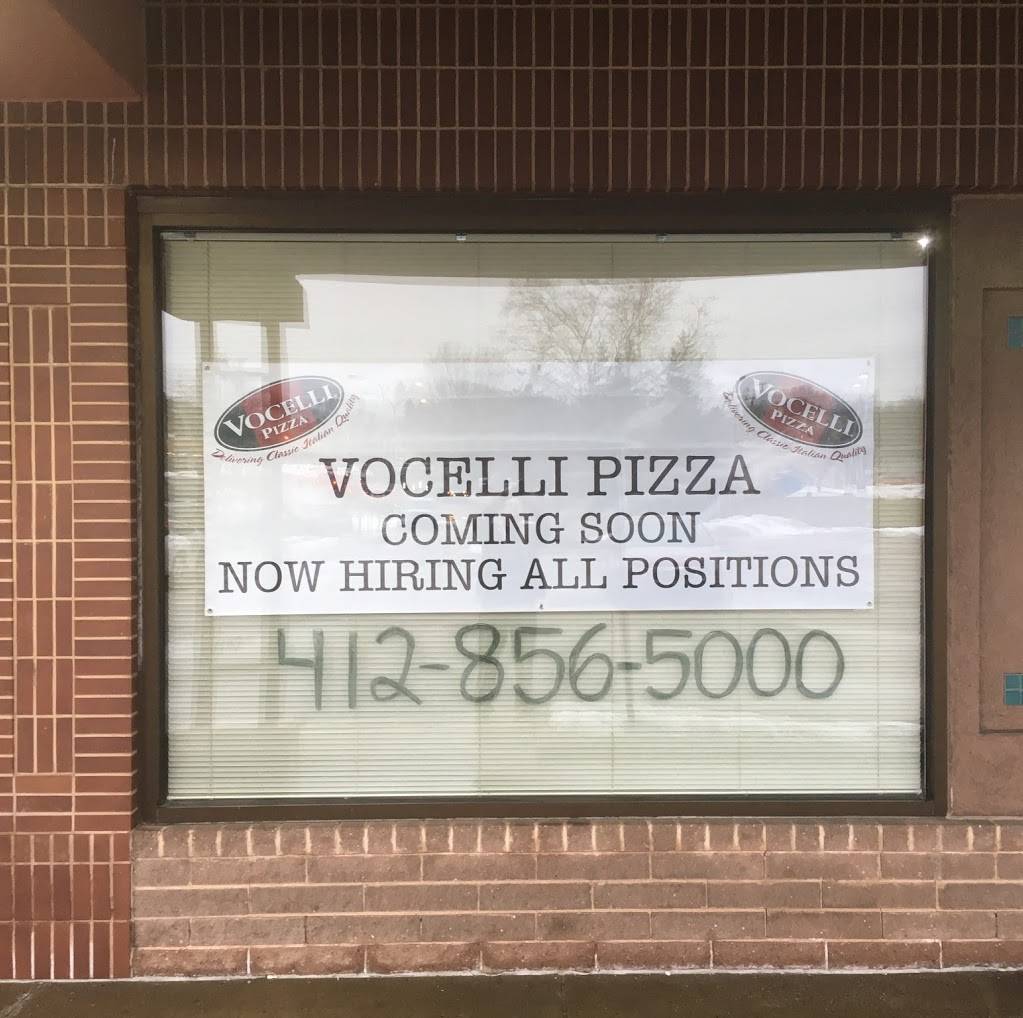 VOCELLI
PIZZA
Delivering Classic Italian Quality
VOCELLI
PIZZA
Delivering Classic Italian Quality
VOCELLI PIZZA
COMING SOON
NOW HIRING ALL POSITIONS
412-856-5000